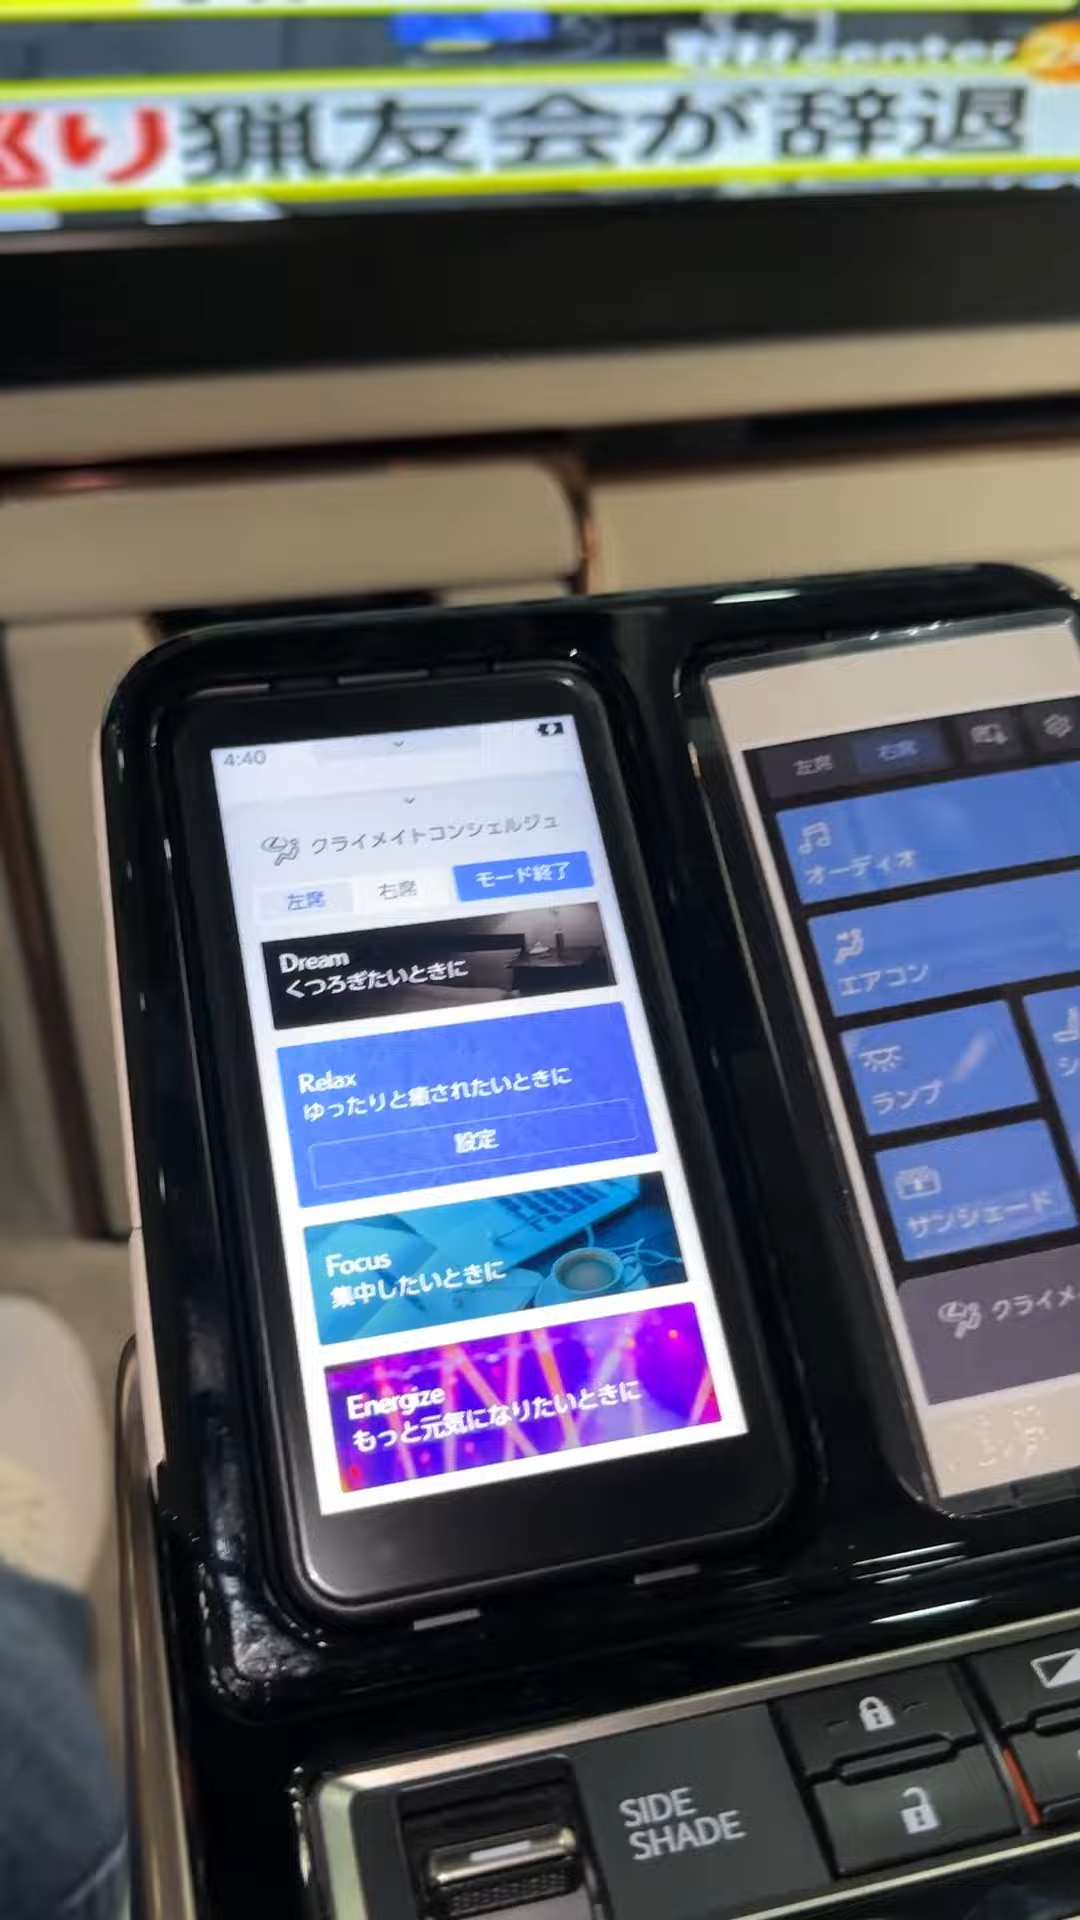 り猟友会が辞退
4:40
クライメイトコンシェルジュ
左席
右席
モード終了
Dream
くつろぎたいときに
Relax
ゆったりと癒されたいときに
設定
Focus
集中したいときに
Energize
もっと元気になりたいときに
左席
右席
オーディオ
エアコン
ランプ
シ
サンシェード
クライメ
SIDE
SHADE